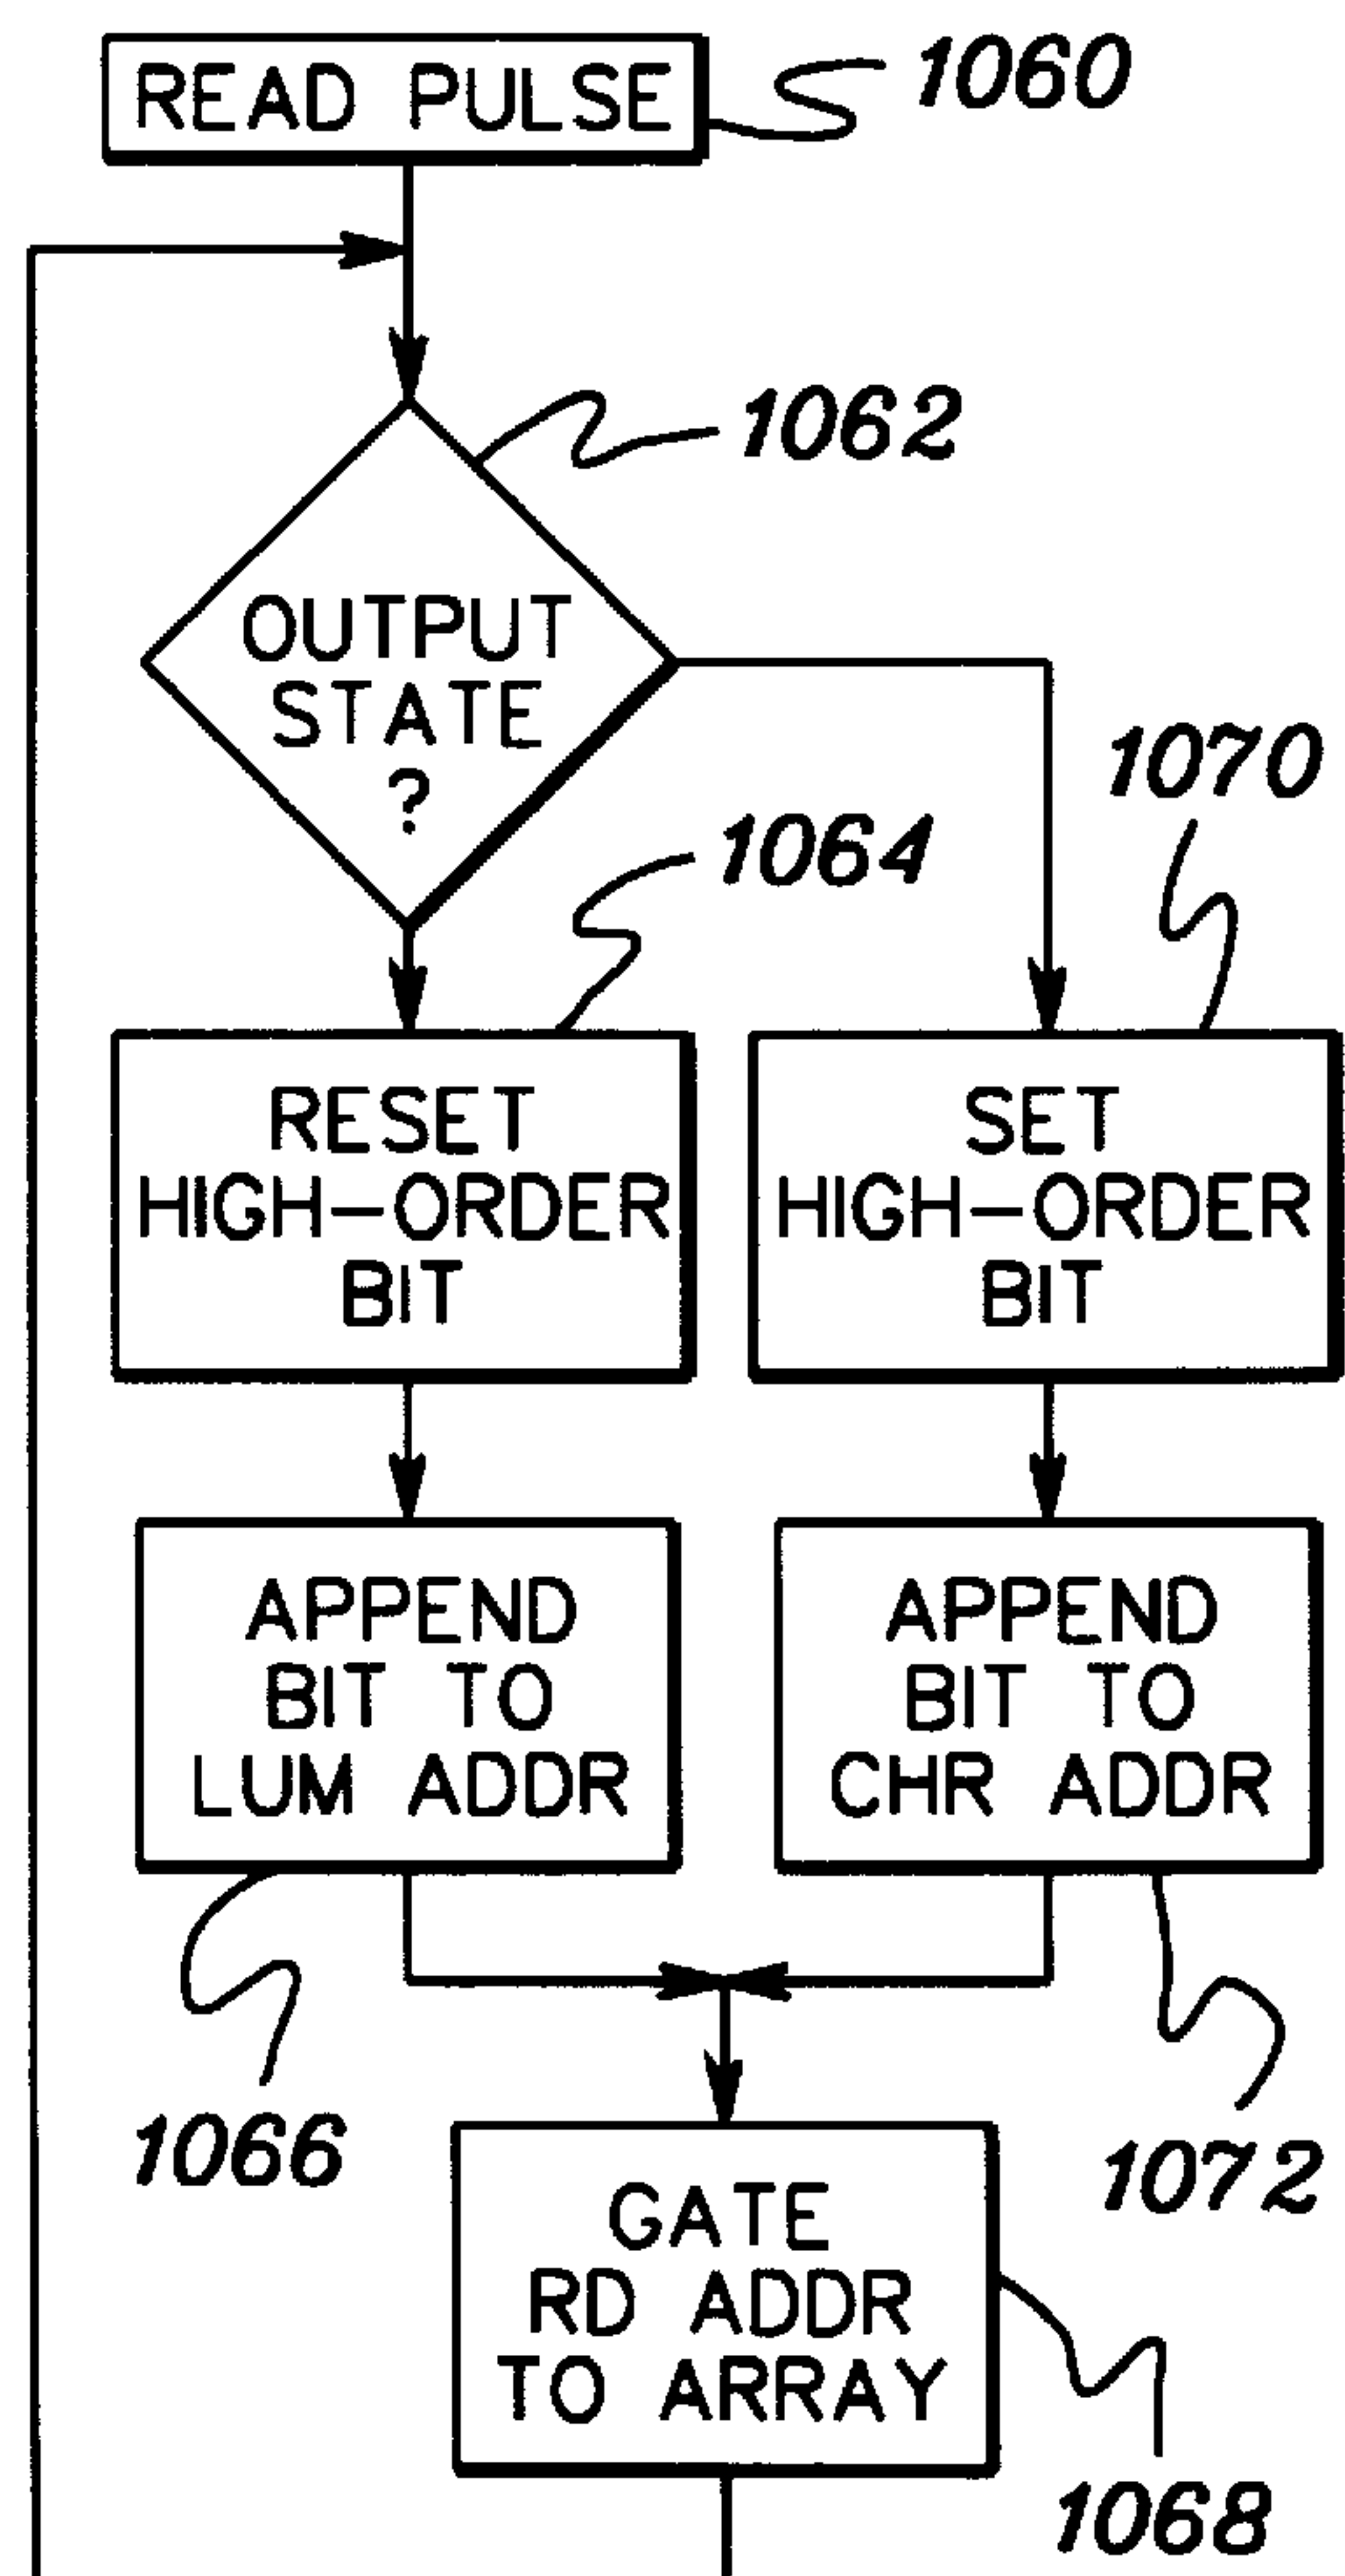 READ PULSE
1060
1062
OUTPUT
STATE
?
1064
1070
RESET
HIGH-ORDER
BIT
SET
HIGH-ORDER
BIT
APPEND
BIT TO
LUM ADDR
APPEND
BIT TO
CHR ADDR
1066
1072
GATE
RD ADDR
TO ARRAY
1068